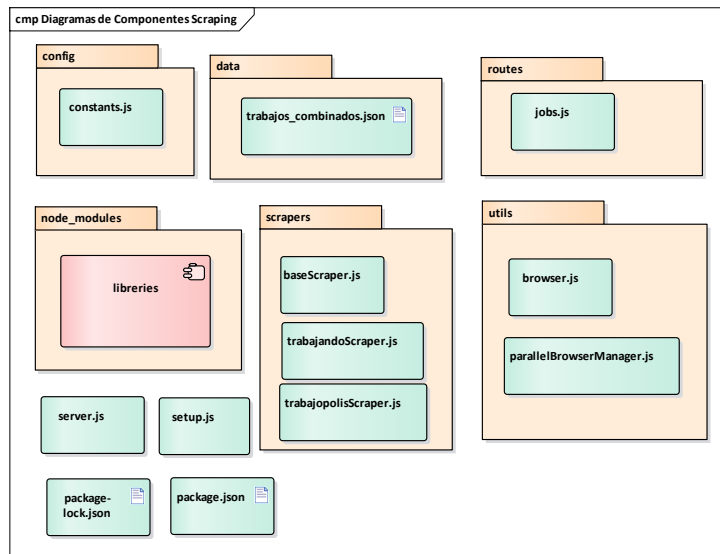 cmp Diagramas de Componentes Scraping
config
constants.js
data
trabajos_combinados.json
routes
jobs.js
node_modules
libreries
scrapers
baseScraper.js
trabajandoScraper.js
trabajopolisScraper.js
utils
browser.js
parallelBrowserManager.js
server.js
setup.js
package-
lock.json
package.json